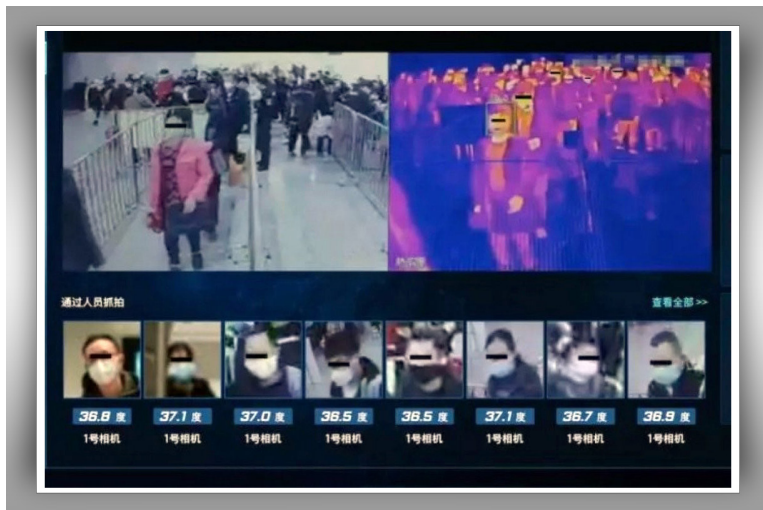 通过人员抓拍 查看全部 >>
36.8 度 37.1 度 37.0 度 36.5 度 36.5 度 37.1 度 36.7 度 36.9 度
1号相机 1号相机 1号相机 1号相机 1号相机 1号相机 1号相机 1号相机